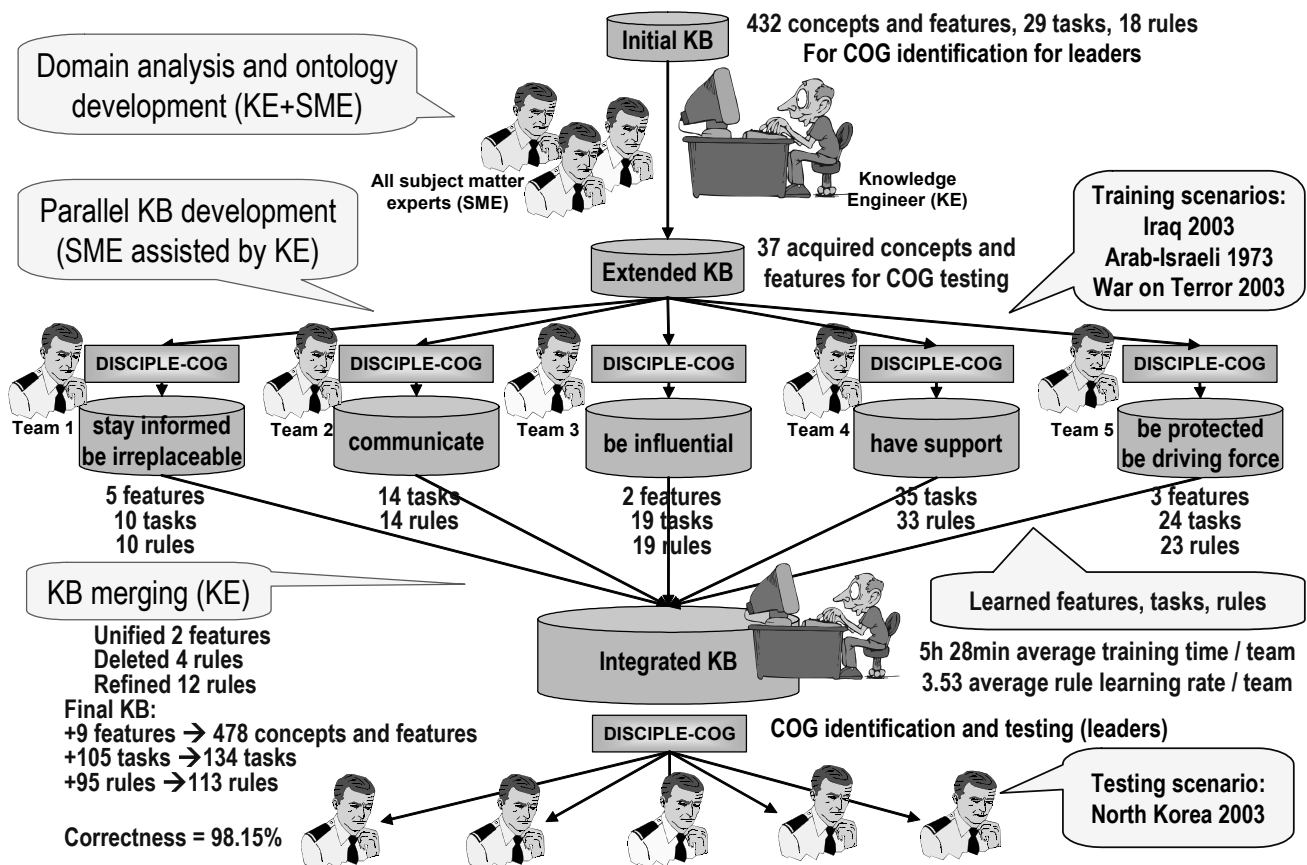 Initial KB
432 concepts and features, 29 tasks, 18 rules
For COG identification for leaders
Domain analysis and ontology
development (KE+SME)
All subject matter
experts (SME)
Knowledge
Engineer (KE)
Parallel KB development
(SME assisted by KE)
Extended KB
37 acquired concepts and
features for COG testing
Training scenarios:
Iraq 2003
Arab-Israeli 1973
War on Terror 2003
DISCIPLE-COG
DISCIPLE-COG
DISCIPLE-COG
DISCIPLE-COG
DISCIPLE-COG
Team 1
stay informed
be irreplaceable
Team 2
communicate
Team 3
be influential
Team 4
have support
Team 5
be protected
be driving force
5 features
10 tasks
10 rules
14 tasks
14 rules
2 features
19 tasks
19 rules
35 tasks
33 rules
3 features
24 tasks
23 rules
KB merging (KE)
Unified 2 features
Deleted 4 rules
Refined 12 rules
Final KB:
+9 features → 478 concepts and features
+105 tasks →134 tasks
+95 rules →113 rules
Correctness = 98.15%
Integrated KB
Learned features, tasks, rules
5h 28min average training time / team
3.53 average rule learning rate / team
DISCIPLE-COG
COG identification and testing (leaders)
Testing scenario:
North Korea 2003